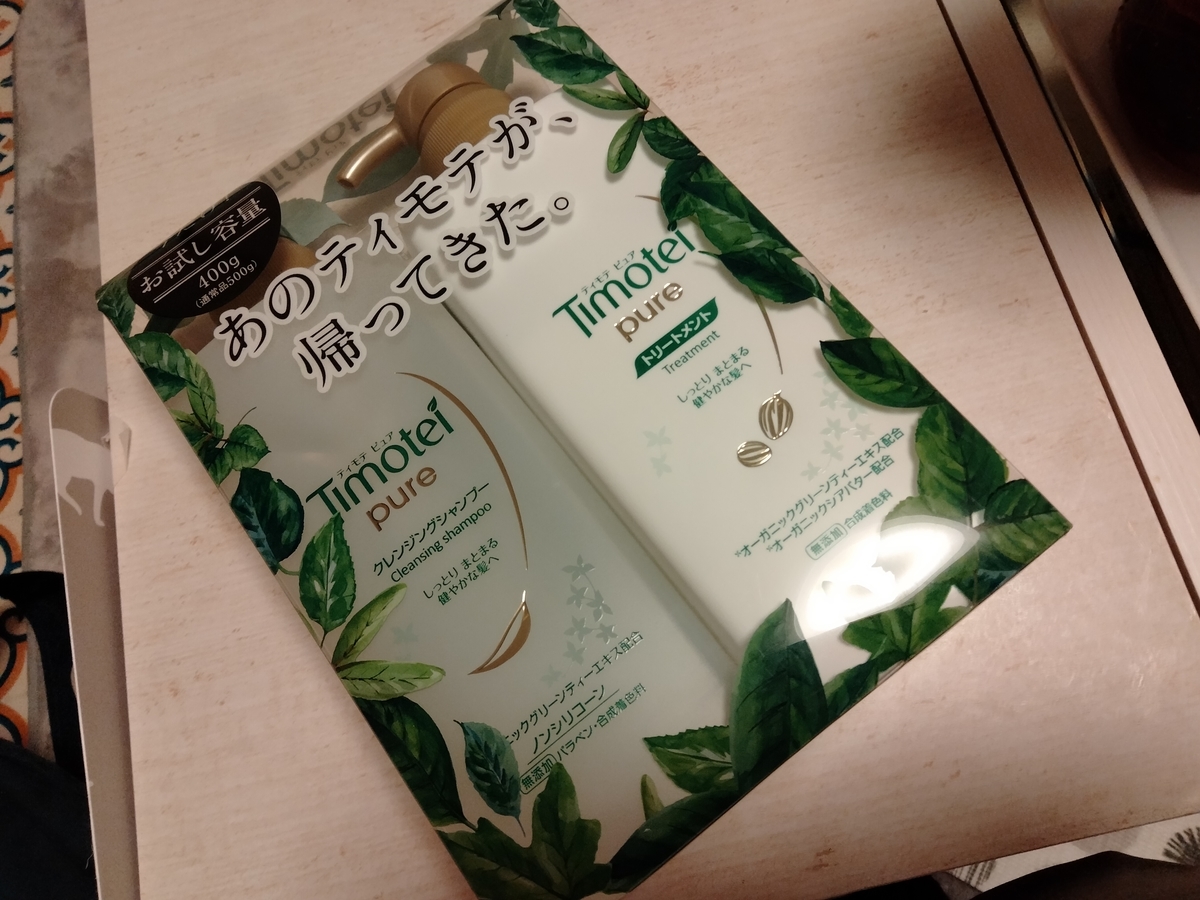 お試し容量
400g
(通常品500g)
あのティモテが、
帰ってきた。
ティモテ ピュア
Timotei
pure
クレンジングシャンプー
Cleansing shampoo
しっとり まとまる
健やかな髪へ
ニックグリーンティーエキス配合
ノンシリコーン
無添加 パラベン・合成着色料
ティモテ ピュア
Timotei
pure
トリートメント
Treatment
しっとり まとまる
健やかな髪へ
オーガニックグリーンティーエキス配合
オーガニックシアバター配合
無添加 合成着色料